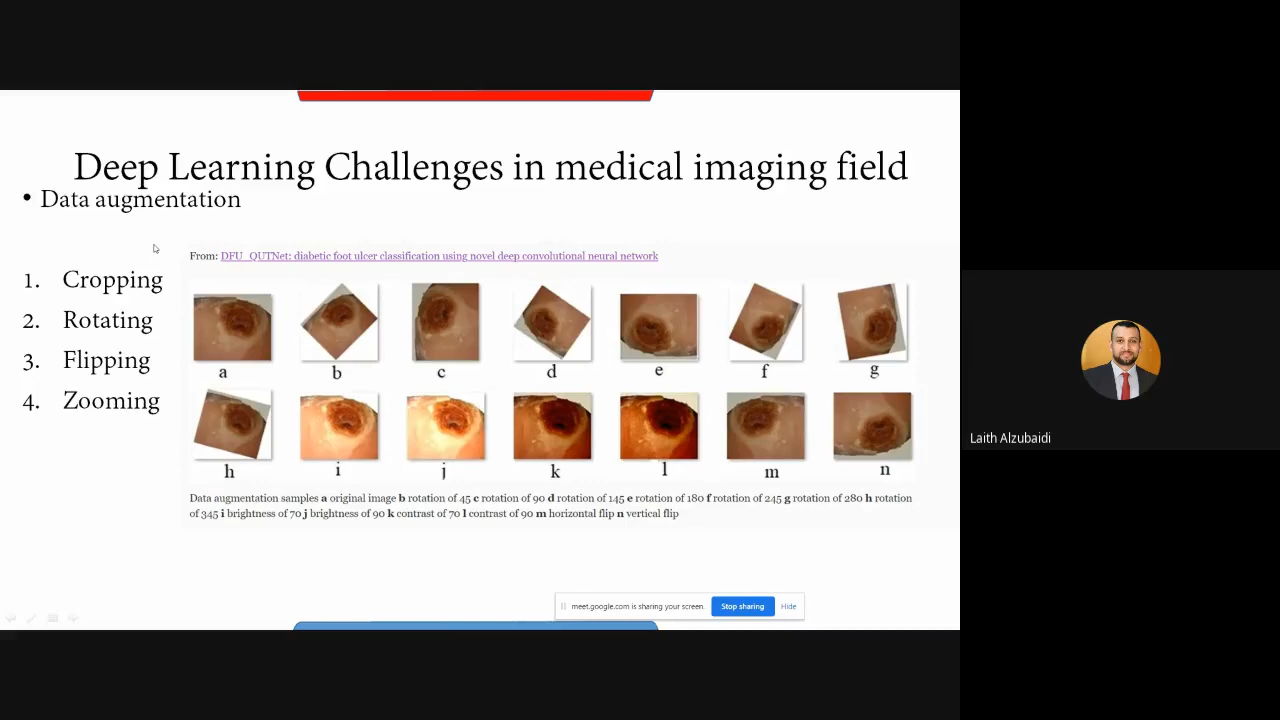 Deep Learning Challenges in medical imaging field
• Data augmentation
From: DFU_QUTNet: diabetic foot ulcer classification using novel deep convolutional neural network
1. Cropping
2. Rotating
3. Flipping
4. Zooming
a b c d e f g
h i j k l m n
Data augmentation samples a original image b rotation of 45 c rotation of 90 d rotation of 145 e rotation of 180 f rotation of 245 g rotation of 280 h rotation
of 345 i brightness of 70 j brightness of 90 k contrast of 70 l contrast of 90 m horizontal flip n vertical flip
meet.google.com is sharing your screen. Stop sharing Hide
Laith Alzubaidi